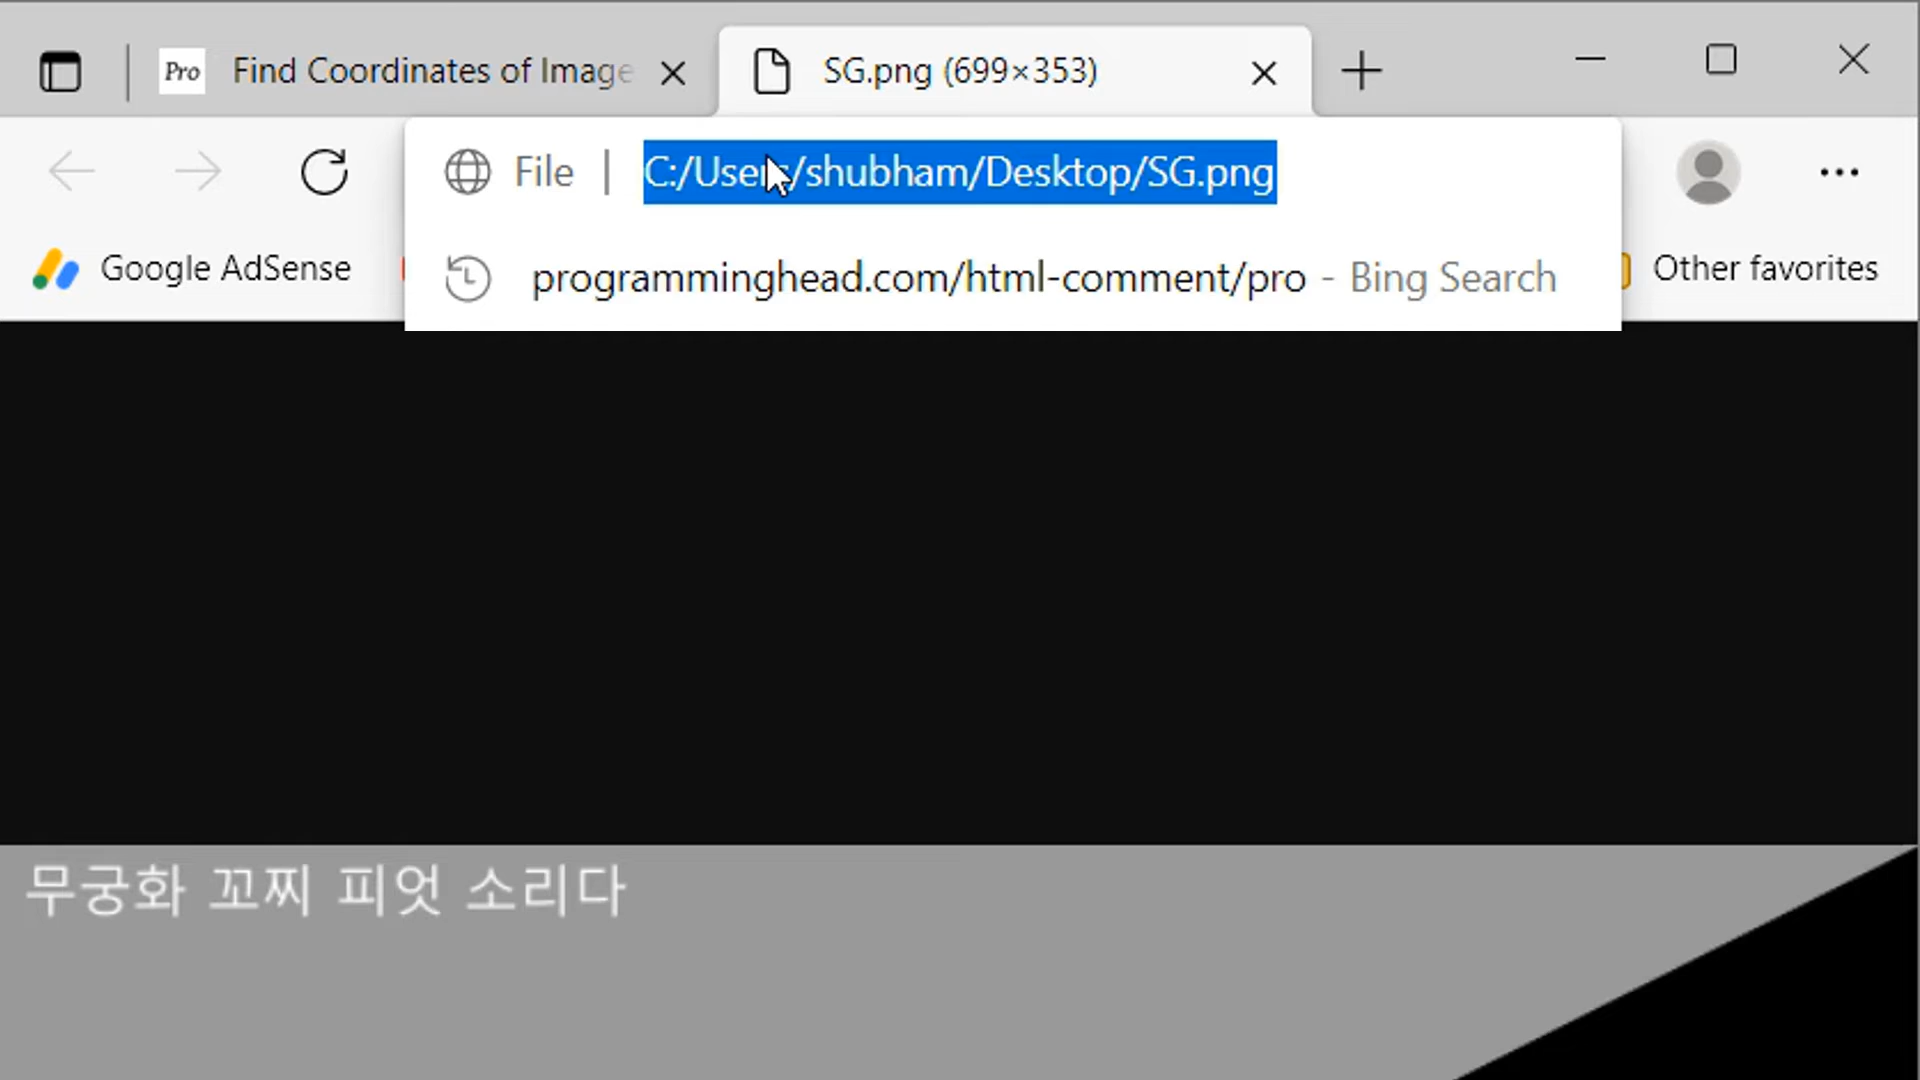 Pro Find Coordinates of Image SG.png (699×353)
File | C:/Users/shubham/Desktop/SG.png
programminghead.com/html-comment/pro - Bing Search
Google AdSense
Other favorites
무궁화 꼬찌 피엇 소리다